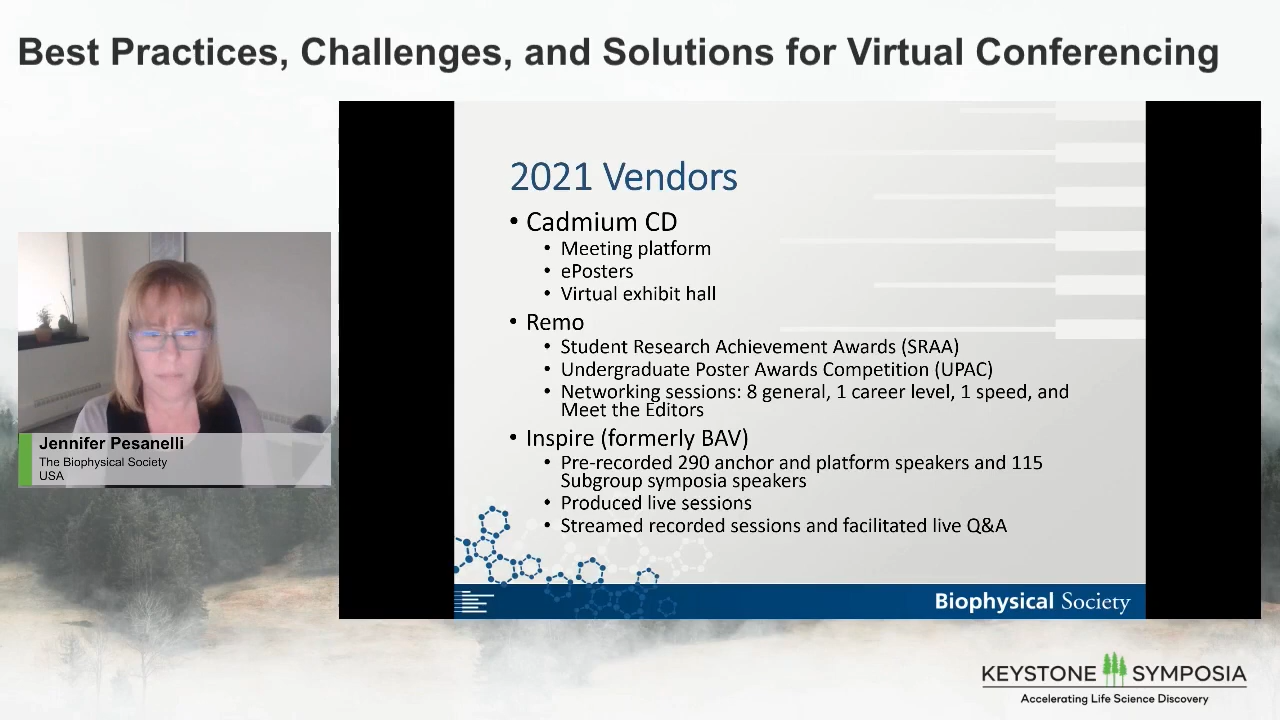 Best Practices, Challenges, and Solutions for Virtual Conferencing
2021 Vendors
• Cadmium CD
• Meeting platform
• ePosters
• Virtual exhibit hall
• Remo
• Student Research Achievement Awards (SRAA)
• Undergraduate Poster Awards Competition (UPAC)
• Networking sessions: 8 general, 1 career level, 1 speed, and
Meet the Editors
• Inspire (formerly BAV)
• Pre-recorded 290 anchor and platform speakers and 115
Subgroup symposia speakers
• Produced live sessions
• Streamed recorded sessions and facilitated live Q&A
Biophysical Society
Jennifer Pesanelli
The Biophysical Society
USA
KEYSTONE SYMPOSIA
Accelerating Life Science Discovery